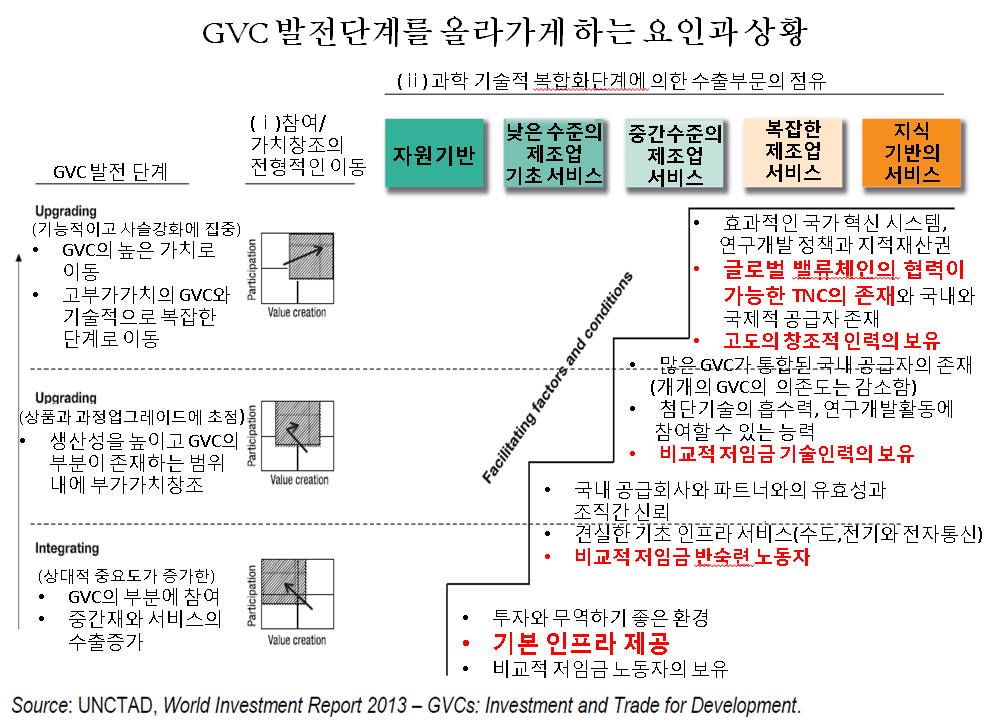 GVC 발전단계를 올라가게 하는 요인과 상황
(ⅱ) 과학 기술적 복합화단계에 의한 수출부문의 점유
GVC 발전 단계
(ⅰ)참여/
가치창조의
전형적인 이동
자원기반
낮은 수준의
제조업
기초 서비스
중간수준의
제조업
서비스
복잡한
제조업
서비스
지식
기반의
서비스
Upgrading
(기능적이고 사슬강화에 집중)
• GVC의 높은 가치로
이동
• 고부가가치의 GVC와
기술적으로 복잡한
단계로 이동
Participation
Value creation
Upgrading
(상품과 과정업그레이드에 초점)
• 생산성을 높이고 GVC의
부분이 존재하는 범위
내에 부가가치창조
Participation
Value creation
Integrating
(상대적 중요도가 증가한)
• GVC의 부분에 참여
• 중간재와 서비스의
수출증가
Participation
Value creation
Facilitating factors and conditions
• 효과적인 국가 혁신 시스템,
연구개발 정책과 지적재산권
• 글로벌 밸류체인의 협력이
가능한 TNC의 존재와 국내와
국제적 공급자 존재
• 고도의 창조적 인력의 보유
• 많은 GVC가 통합된 국내 공급자의 존재
(개개의 GVC의 의존도는 감소함)
• 첨단기술의 흡수력, 연구개발활동에
참여할 수 있는 능력
• 비교적 저임금 기술인력의 보유
• 국내 공급회사와 파트너와의 유효성과
조직간 신뢰
• 견실한 기초 인프라 서비스(수도,전기와 전자통신)
• 비교적 저임금 반숙련 노동자
• 투자와 무역하기 좋은 환경
• 기본 인프라 제공
• 비교적 저임금 노동자의 보유
Source: UNCTAD, World Investment Report 2013 – GVCs: Investment and Trade for Development.